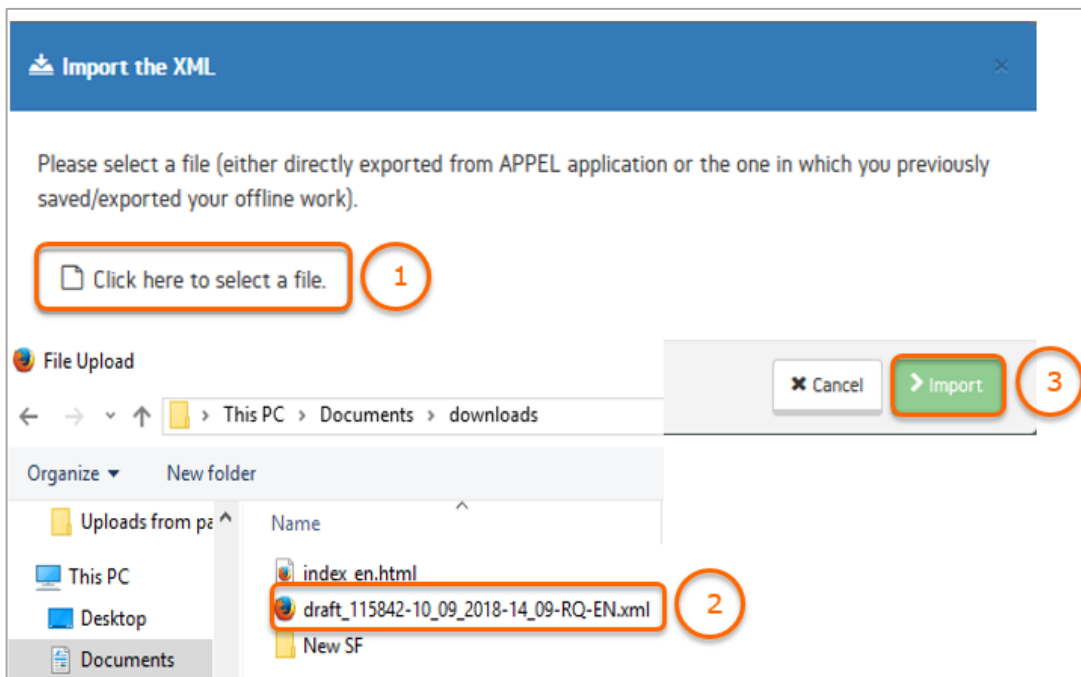 Import the XML
×
Please select a file (either directly exported from APPEL application or the one in which you previously
saved/exported your offline work).
Click here to select a file.
1
File Upload
This PC > Documents > downloads
Cancel
Import
3
Organize
New folder
Uploads from pa
Name
This PC
index_en.html
Desktop
draft_115842-10_09_2018-14_09-RQ-EN.xml
2
New SF
Documents